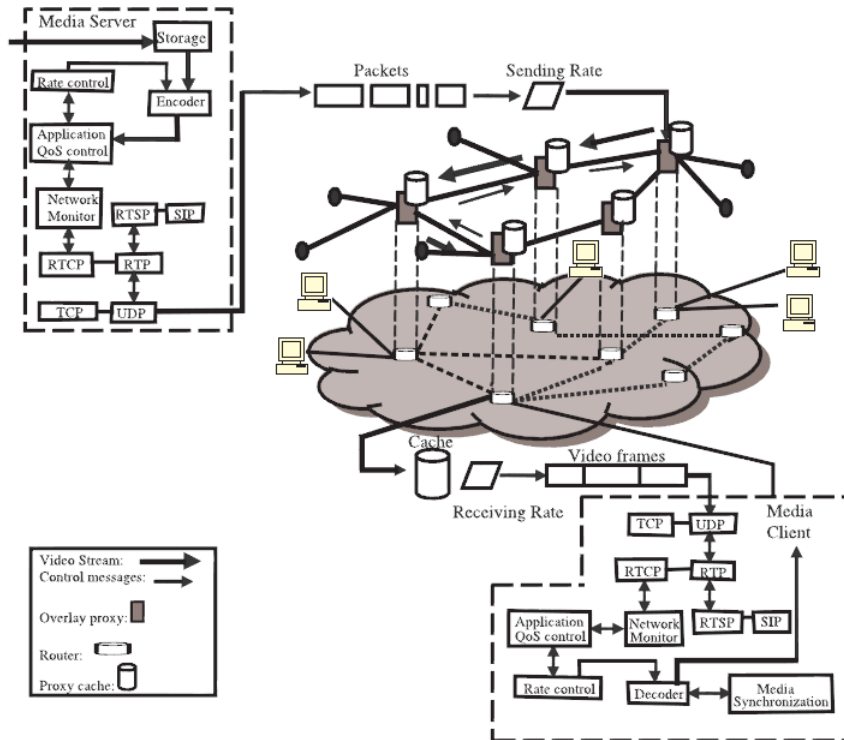 Media Server
Storage
Rate control
Encoder
Application
QoS control
Network
Monitor
RTSP
SIP
RTCP
RTP
TCP
UDP
Packets
Sending Rate
Cache
Video frames
Receiving Rate
Media
Client
TCP
UDP
RTCP
RTP
Application
QoS control
Network
Monitor
RTSP
SIP
Rate control
Decoder
Media
Synchronization
Video Stream:
Control messages:
Overlay proxy:
Router:
Proxy cache: